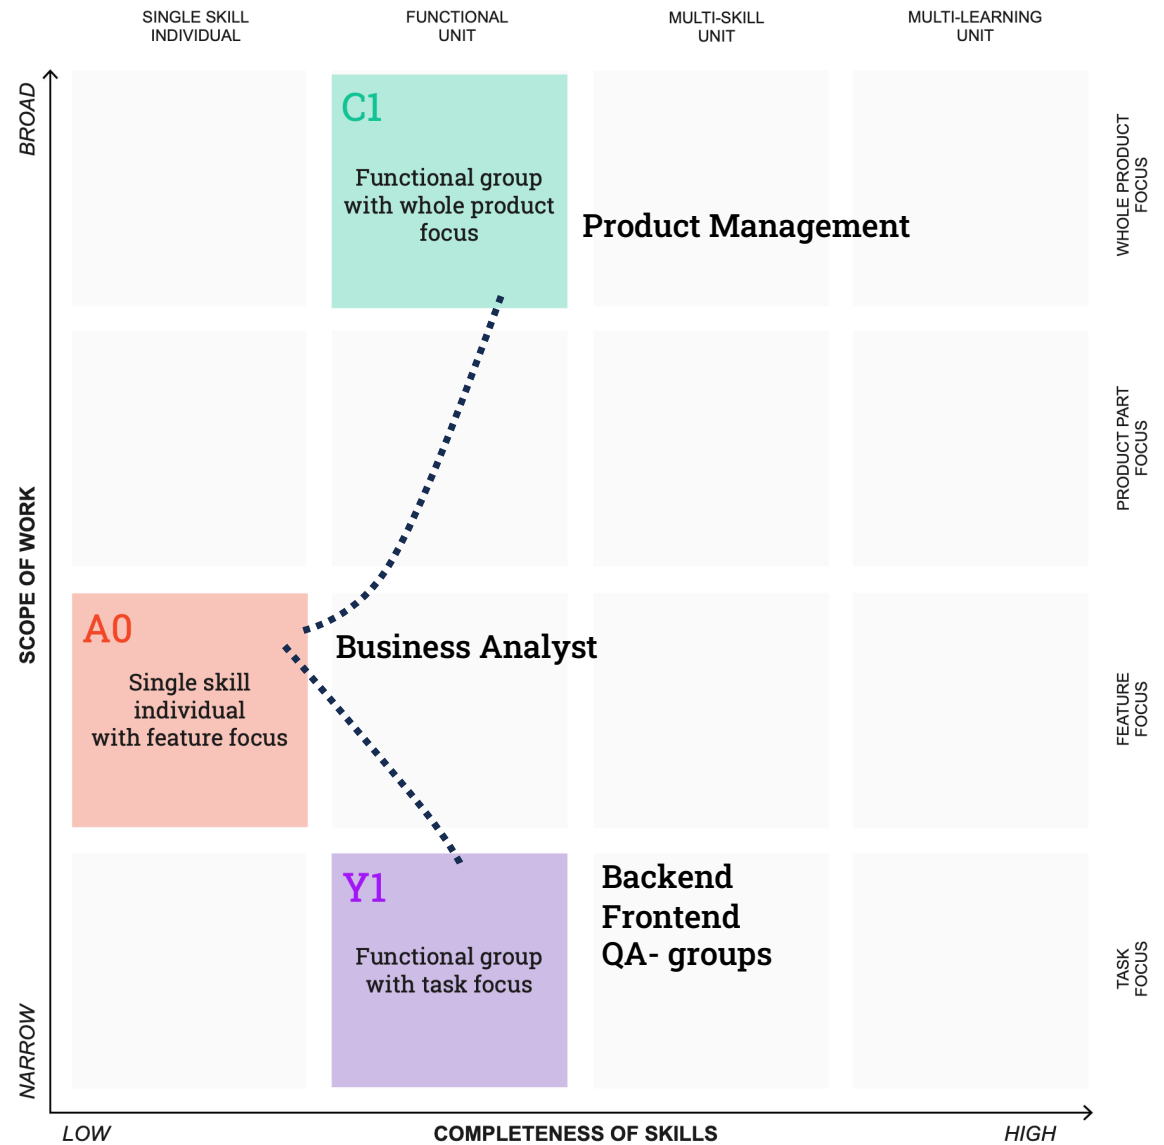 SINGLE SKILL
INDIVIDUAL
FUNCTIONAL
UNIT
MULTI-SKILL
UNIT
MULTI-LEARNING
UNIT
BROAD
C1
Functional group
with whole product
focus
Product Management
WHOLE PRODUCT
FOCUS
PRODUCT PART
FOCUS
SCOPE OF WORK
A0
Single skill
individual
with feature focus
Business Analyst
FEATURE
FOCUS
Y1
Functional group
with task focus
Backend
Frontend
QA- groups
TASK
FOCUS
NARROW
LOW
COMPLETENESS OF SKILLS
HIGH